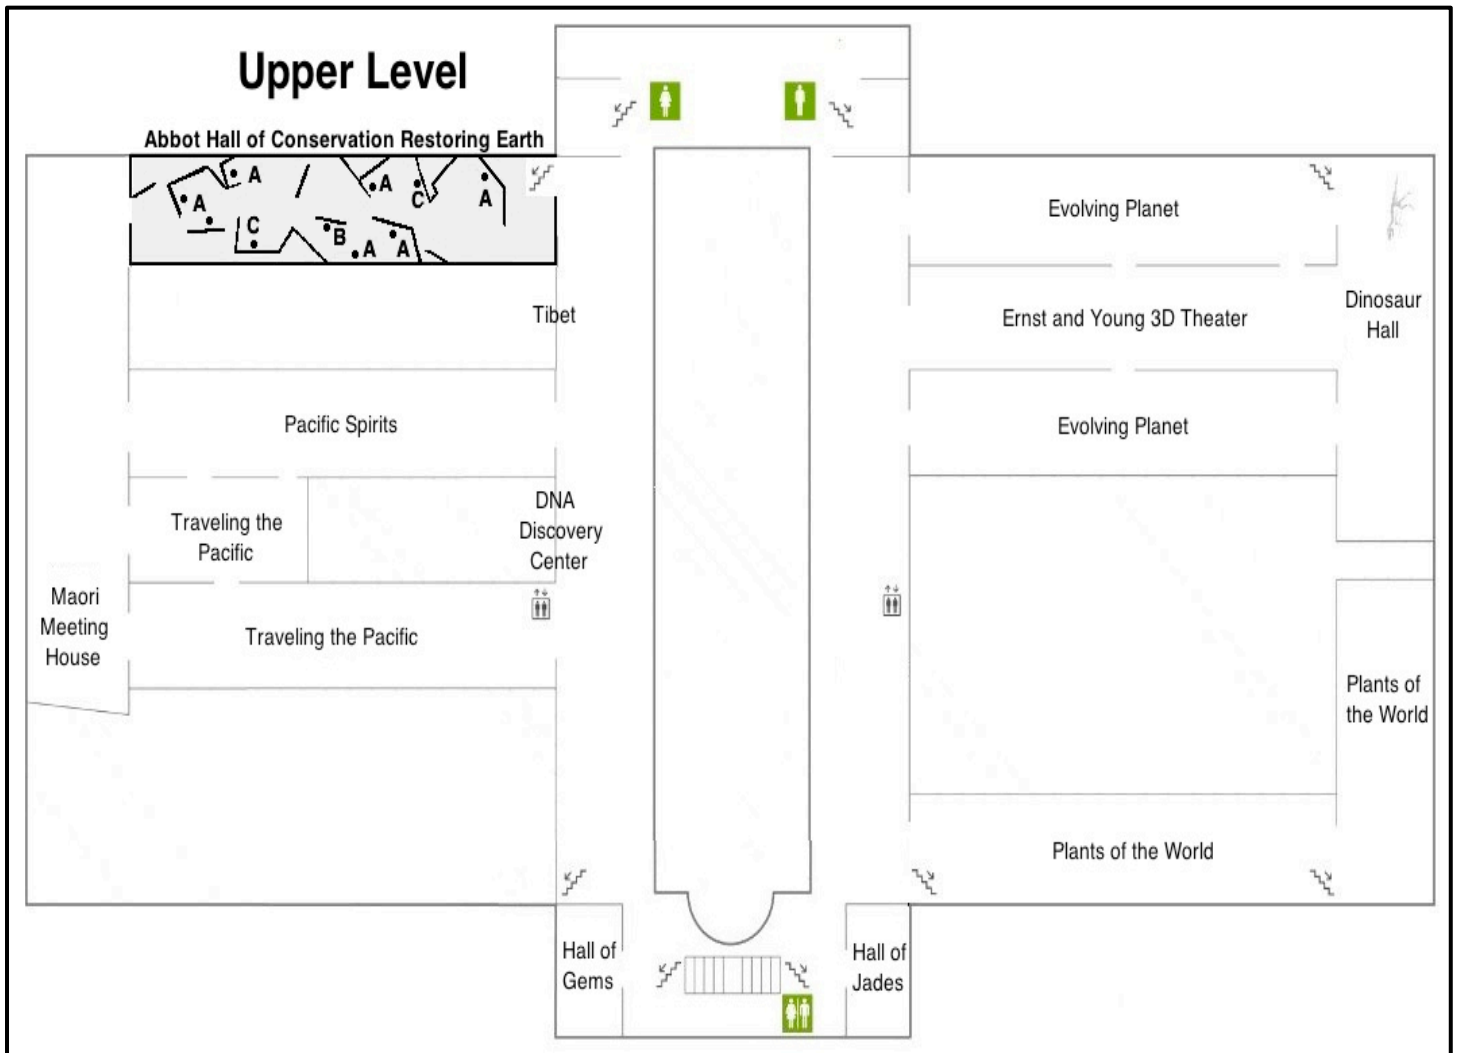 Upper Level
Abbot Hall of Conservation Restoring Earth
A
A
C
A
A
C
B
A
A
Evolving Planet
Ernst and Young 3D Theater
Dinosaur
Hall
Tibet
Pacific Spirits
Evolving Planet
DNA
Discovery
Center
Traveling the
Pacific
Maori
Meeting
House
Traveling the Pacific
Plants of
the World
Plants of the World
Hall of
Gems
Hall of
Jades